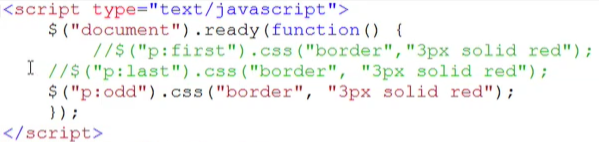 <script type="text/javascript">
$("document").ready(function() {
//$("p:first").css("border","3px solid red");
//$("p:last").css("border", "3px solid red");
$("p:odd").css("border", "3px solid red");
});
</script>